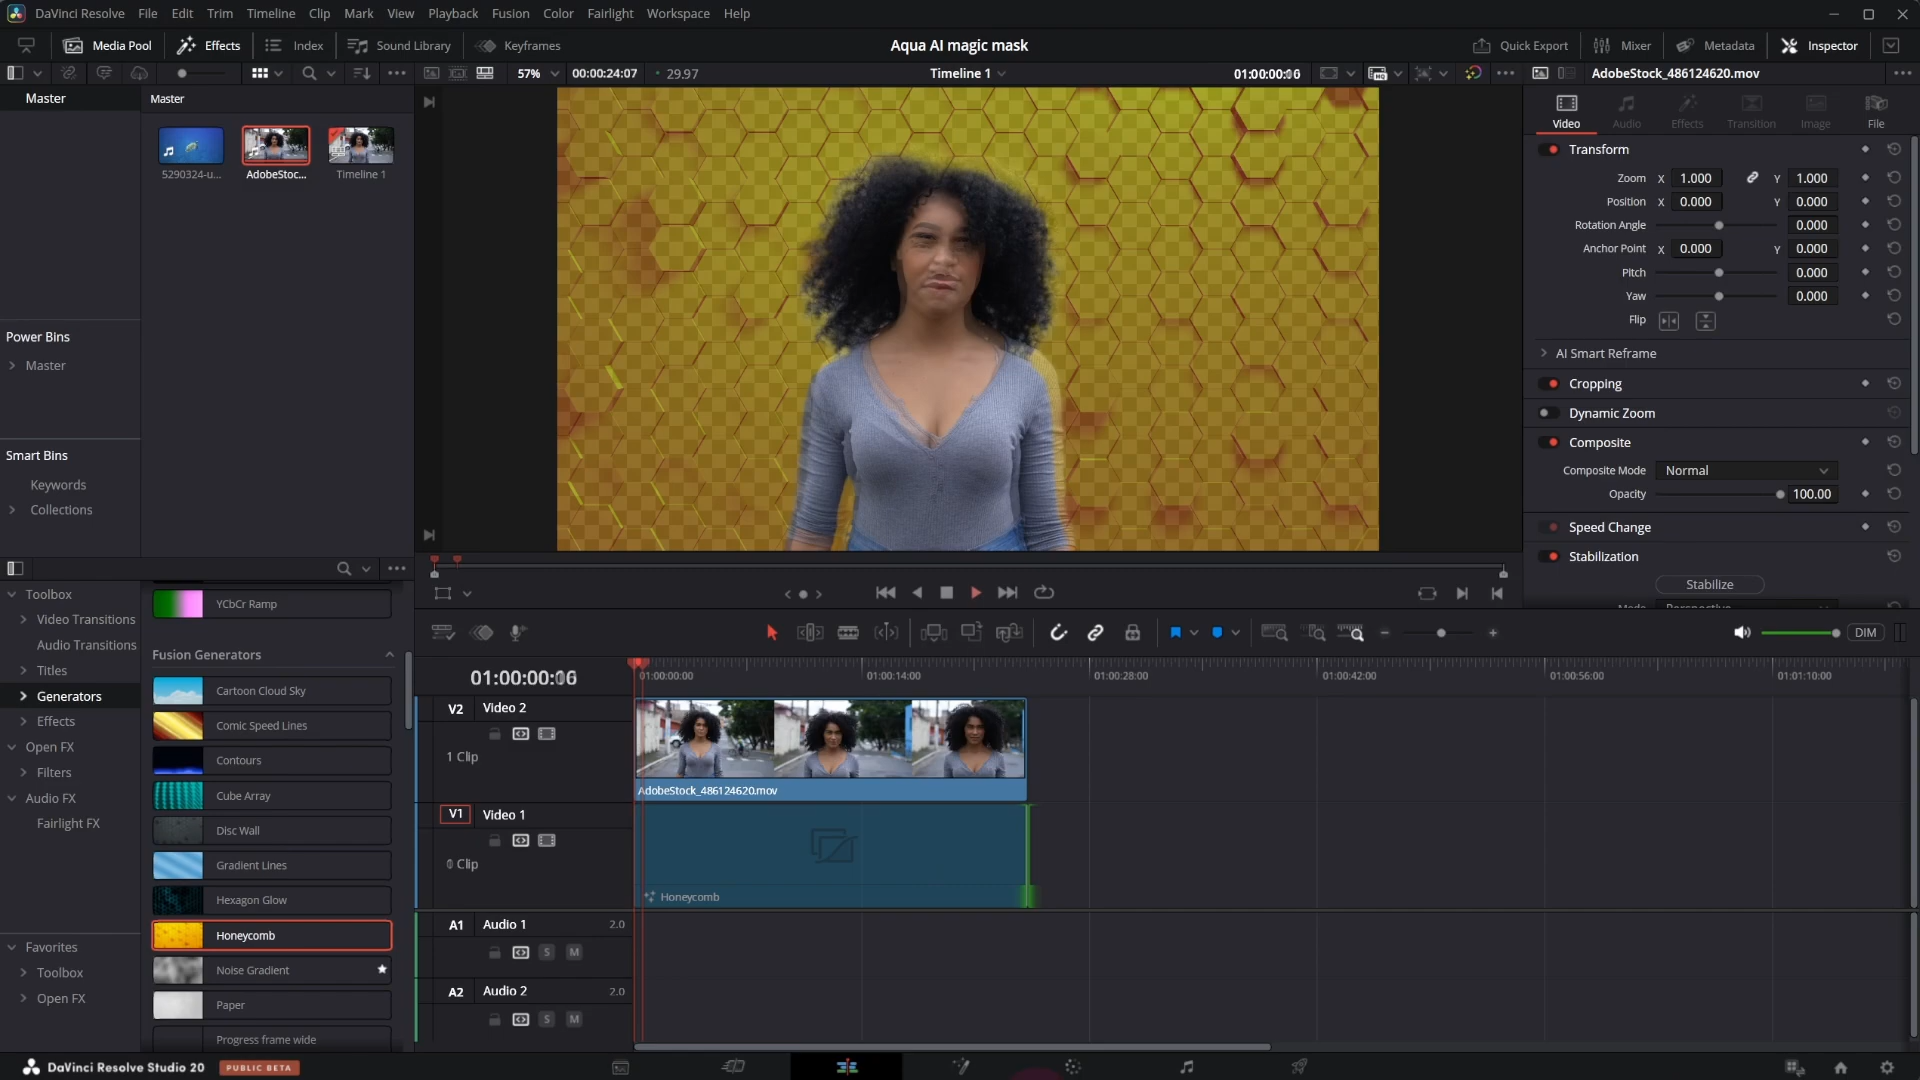 DaVinci Resolve File Edit Trim Timeline Clip Mark View Playback Fusion Color Fairlight Workspace Help
Media Pool Effects Index Sound Library Keyframes Aqua AI magic mask Quick Export Mixer Metadata Inspector
57% 00:00:24:07 29.97 Timeline 1 AdobeStock_486124620.mov
Master Master
5290324-u... AdobeStoc... Timeline 1
Power Bins
Master
Smart Bins
Keywords
Collections
Video Audio Effects Transition Image File
Transform
Zoom X 1.000 Y 1.000
Position X 0.000 Y 0.000
Rotation Angle 0.000
Anchor Point X 0.000 Y 0.000
Pitch 0.000
Yaw 0.000
Flip
AI Smart Reframe
Cropping
Dynamic Zoom
Composite
Composite Mode Normal
Opacity 100.00
Speed Change
Stabilization
Stabilize
Toolbox
Video Transitions
Audio Transitions
Titles
Generators
Effects
Open FX
Filters
Audio FX
Fairlight FX
Favorites
Toolbox
Open FX
YCbCr Ramp
Fusion Generators
Cartoon Cloud Sky
Comic Speed Lines
Contours
Cube Array
Disc Wall
Gradient Lines
Hexagon Glow
Honeycomb
Noise Gradient
Paper
Progress frame wide
DIM
01:00:00:00 01:00:14:00 01:00:28:00 01:00:42:00 01:00:56:00 01:01:10:00
V2 Video 2
1 Clip
AdobeStock_486124620.mov
V1 Video 1
Clip
Honeycomb
A1 Audio 1 2.0
S M
A2 Audio 2 2.0
S M
DaVinci Resolve Studio 20 PUBLIC BETA